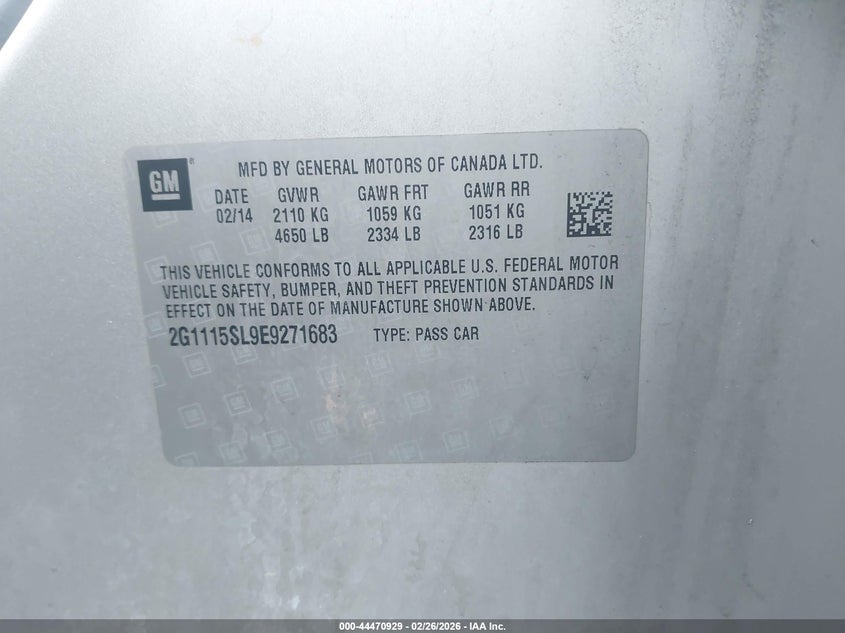 GM
MFD BY GENERAL MOTORS OF CANADA LTD.
DATE GVWR GAWR FRT GAWR RR
02/14 2110 KG 1059 KG 1051 KG
4650 LB 2334 LB 2316 LB
THIS VEHICLE CONFORMS TO ALL APPLICABLE U.S. FEDERAL MOTOR
VEHICLE SAFETY, BUMPER, AND THEFT PREVENTION STANDARDS IN
EFFECT ON THE DATE OF MANUFACTURE SHOWN ABOVE.
2G1115SL9E9271683 TYPE: PASS CAR
000-44470929 - 02/26/2026 - IAA Inc.